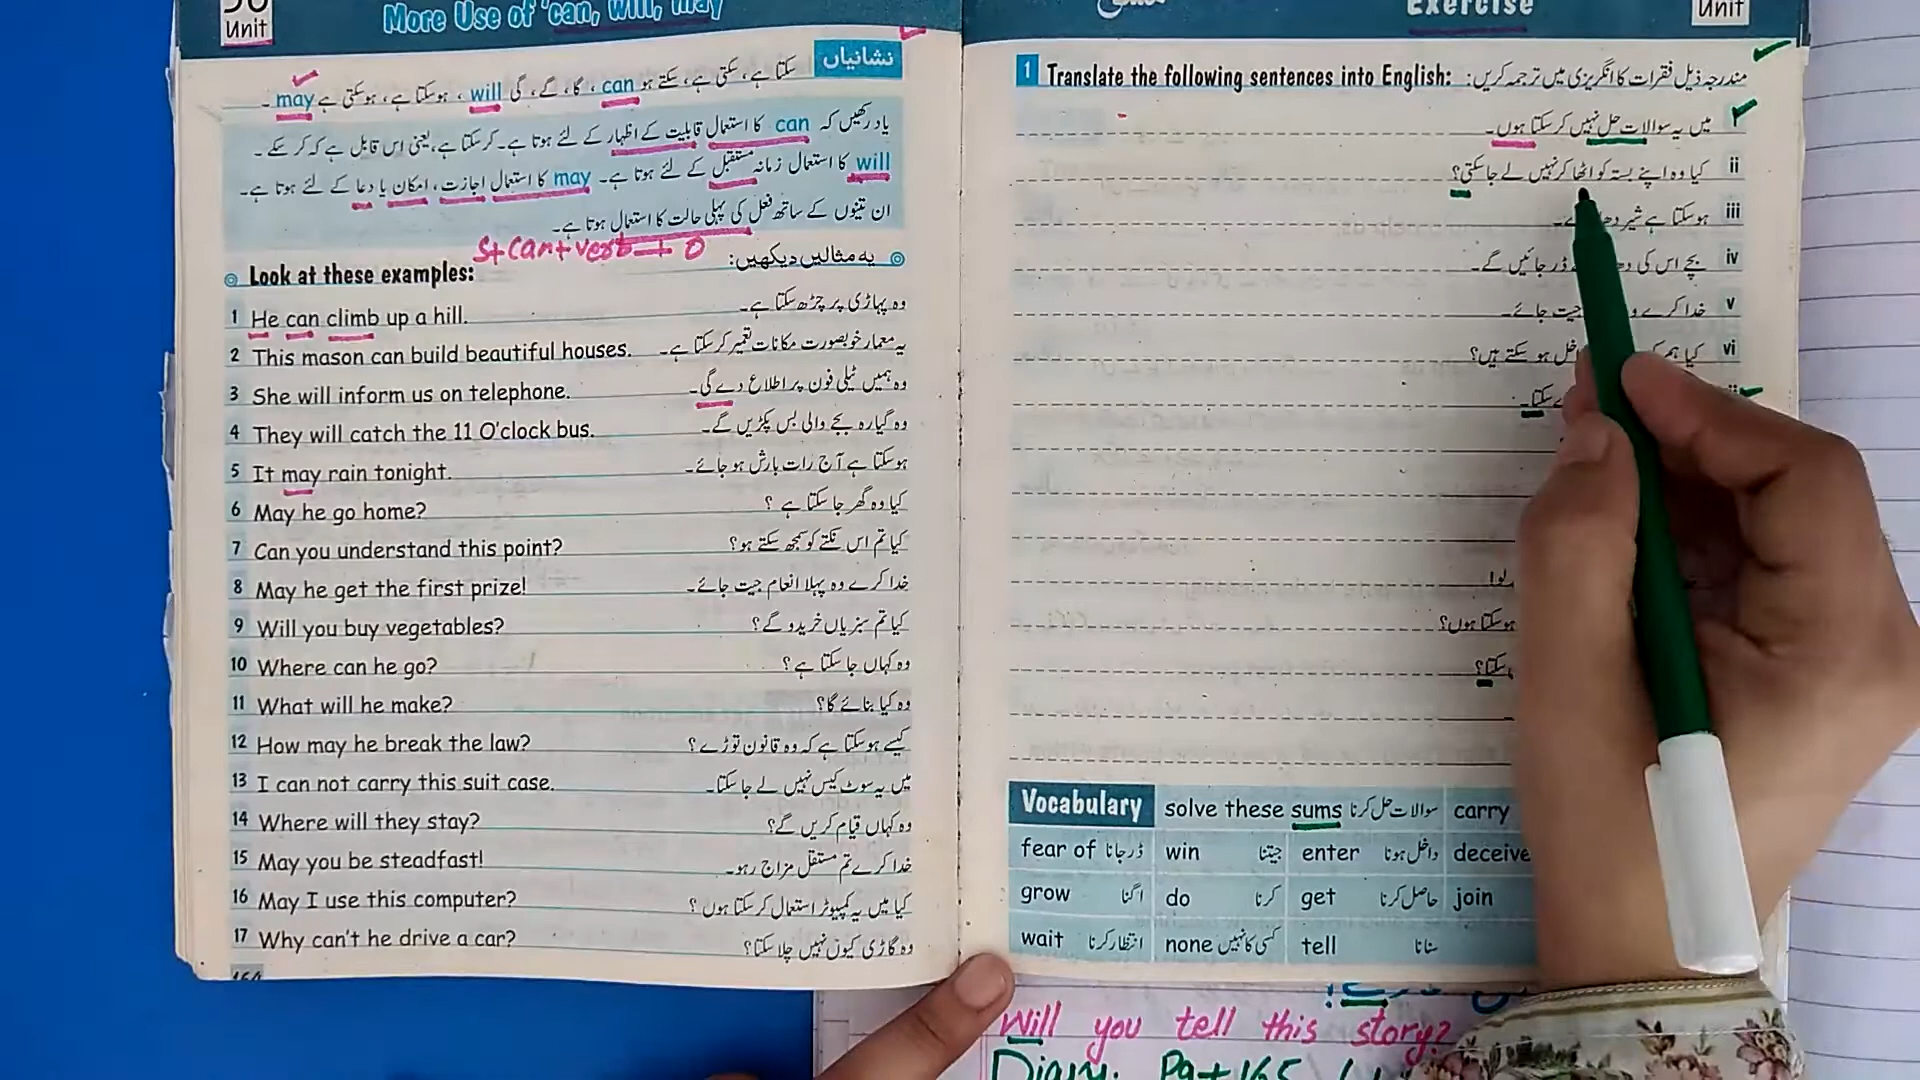 Unit
More Use of 'can, will, may
نشانیاں
سکتا ہے، سکتی ہے، سکتے ہو can ، گا، گے، گی will ، ہوسکتا ہے، ہوسکتی ہے may ۔
یاد رکھیں کہ can کا استعمال قابلیت کے اظہار کے لئے ہوتا ہے۔ کرسکتا ہے، یعنی اس قابل ہے کہ کر سکے۔
will کا استعمال زمانہ مستقبل کے لئے ہوتا ہے۔ may کا استعمال اجازت، امکان یا دعا کے لئے ہوتا ہے۔
ان تینوں کے ساتھ فعل کی پہلی حالت کا استعمال ہوتا ہے۔
S+can+verb+O
Look at these examples: یہ مثالیں دیکھیں:
1 He can climb up a hill. وہ پہاڑی پر چڑھ سکتا ہے۔
2 This mason can build beautiful houses. یہ معمار خوبصورت مکانات تعمیر کرسکتا ہے۔
3 She will inform us on telephone. وہ ہمیں ٹیلی فون پر اطلاع دے گی۔
4 They will catch the 11 O'clock bus. وہ گیارہ بجے والی بس پکڑیں گے۔
5 It may rain tonight. ہوسکتا ہے آج رات بارش ہو جائے۔
6 May he go home? کیا وہ گھر جا سکتا ہے ؟
7 Can you understand this point? کیا تم اس نکتے کو سمجھ سکتے ہو؟
8 May he get the first prize! خدا کرے وہ پہلا انعام جیت جائے۔
9 Will you buy vegetables? کیا تم سبزیاں خریدو گے؟
10 Where can he go? وہ کہاں جا سکتا ہے ؟
11 What will he make? وہ کیا بنائے گا؟
12 How may he break the law? کیسے ہوسکتا ہے کہ وہ قانون توڑے ؟
13 I can not carry this suit case. میں یہ سوٹ کیس نہیں لے جا سکتا۔
14 Where will they stay? وہ کہاں قیام کریں گے؟
15 May you be steadfast! خدا کرے تم مستقل مزاج رہو۔
16 May I use this computer? کیا میں یہ کمپیوٹر استعمال کرسکتا ہوں ؟
17 Why can't he drive a car? وہ گاڑی کیوں نہیں چلا سکتا؟
164
Exercise مشق
Unit
1 Translate the following sentences into English: مندرجہ ذیل فقرات کا انگریزی میں ترجمہ کریں:
میں یہ سوالات حل نہیں کر سکتا ہوں۔
ii کیا وہ اپنے بستہ کو اٹھا کر نہیں لے جا سکتی؟
iii ہوسکتا ہے شیر
iv بچے اس کی ڈر جائیں گے۔
v خدا کرے جیت جائے۔
vi کیا ہم ہو سکتے ہیں؟
سکتا۔
ہوسکتا ہوں؟
سکتا؟
Vocabulary
solve these sums سوالات حل کرنا carry
fear of ڈر جانا win جیتنا enter داخل ہونا deceive
grow اگنا do کرنا get حاصل کرنا join
wait انتظار کرنا none کسی کا نہیں tell سنانا
Will you tell this story?
Diary: Pg# 165